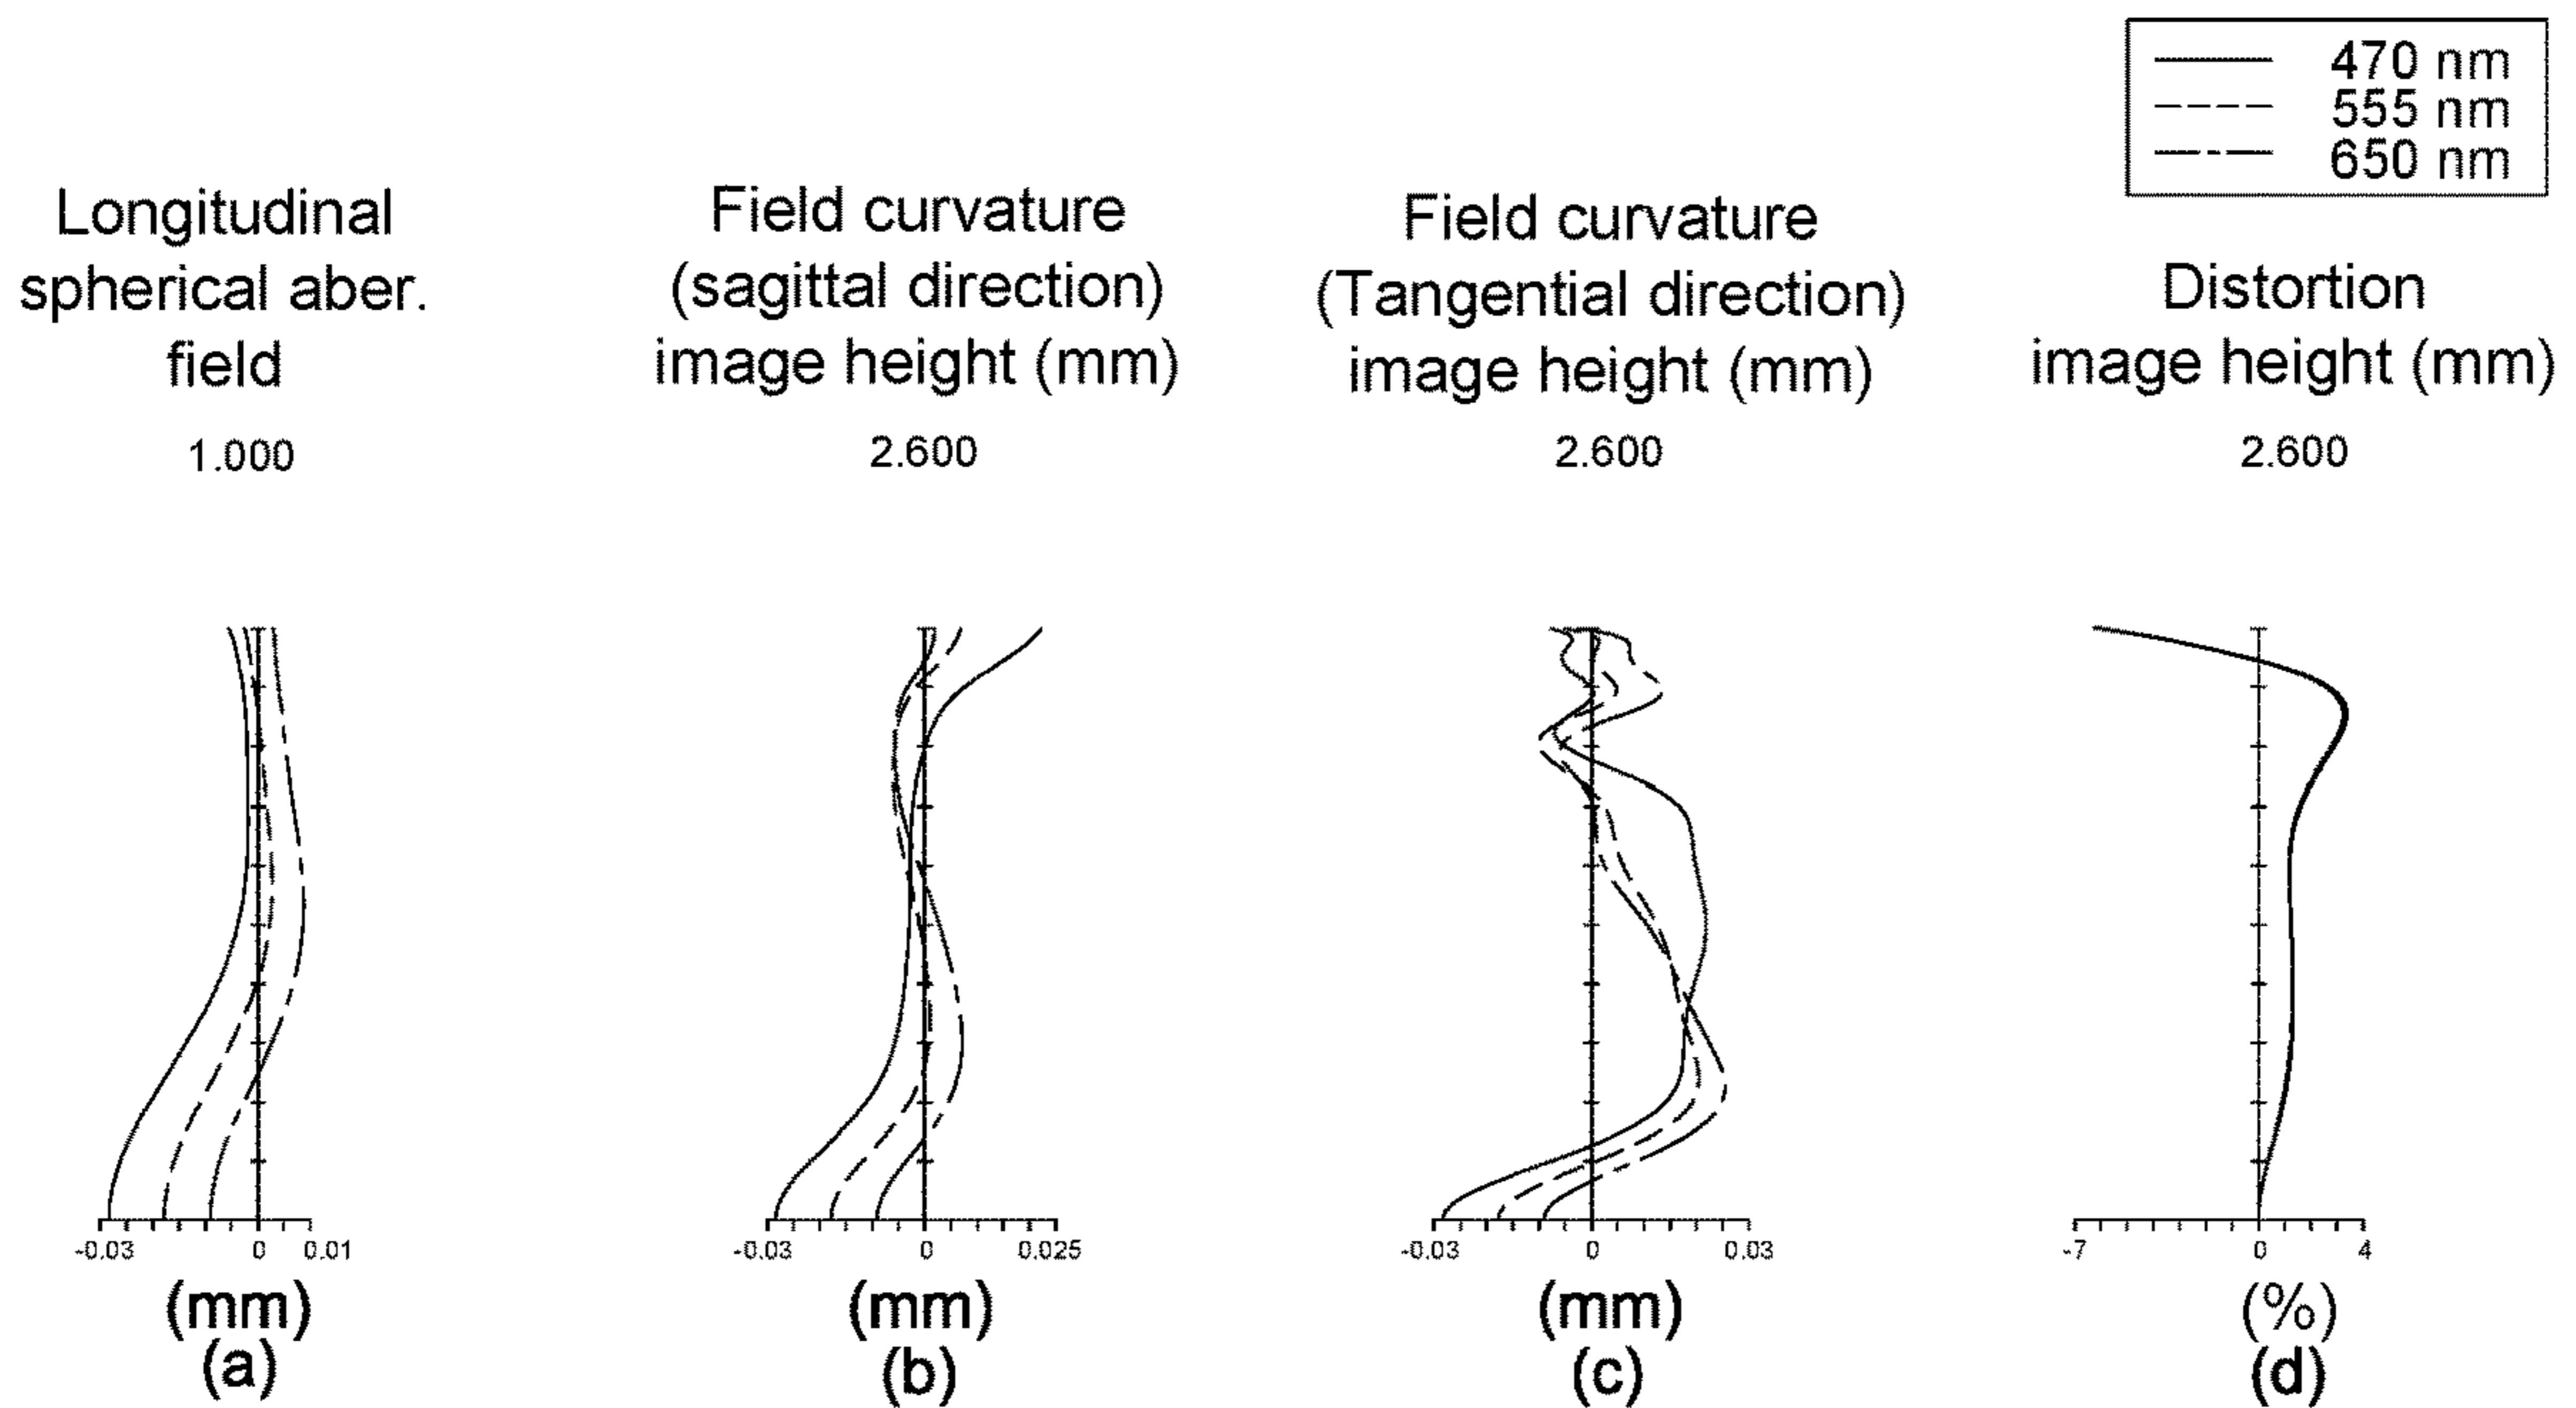 470 nm
555 nm
650 nm
Longitudinal
spherical aber.
field
1.000
Field curvature
(sagittal direction)
image height (mm)
2.600
Field curvature
(Tangential direction)
image height (mm)
2.600
Distortion
image height (mm)
2.600
-0.03 0 0.01
(mm)
(a)
-0.03 0 0.025
(mm)
(b)
-0.03 0 0.03
(mm)
(c)
-7 0 4
(%)
(d)